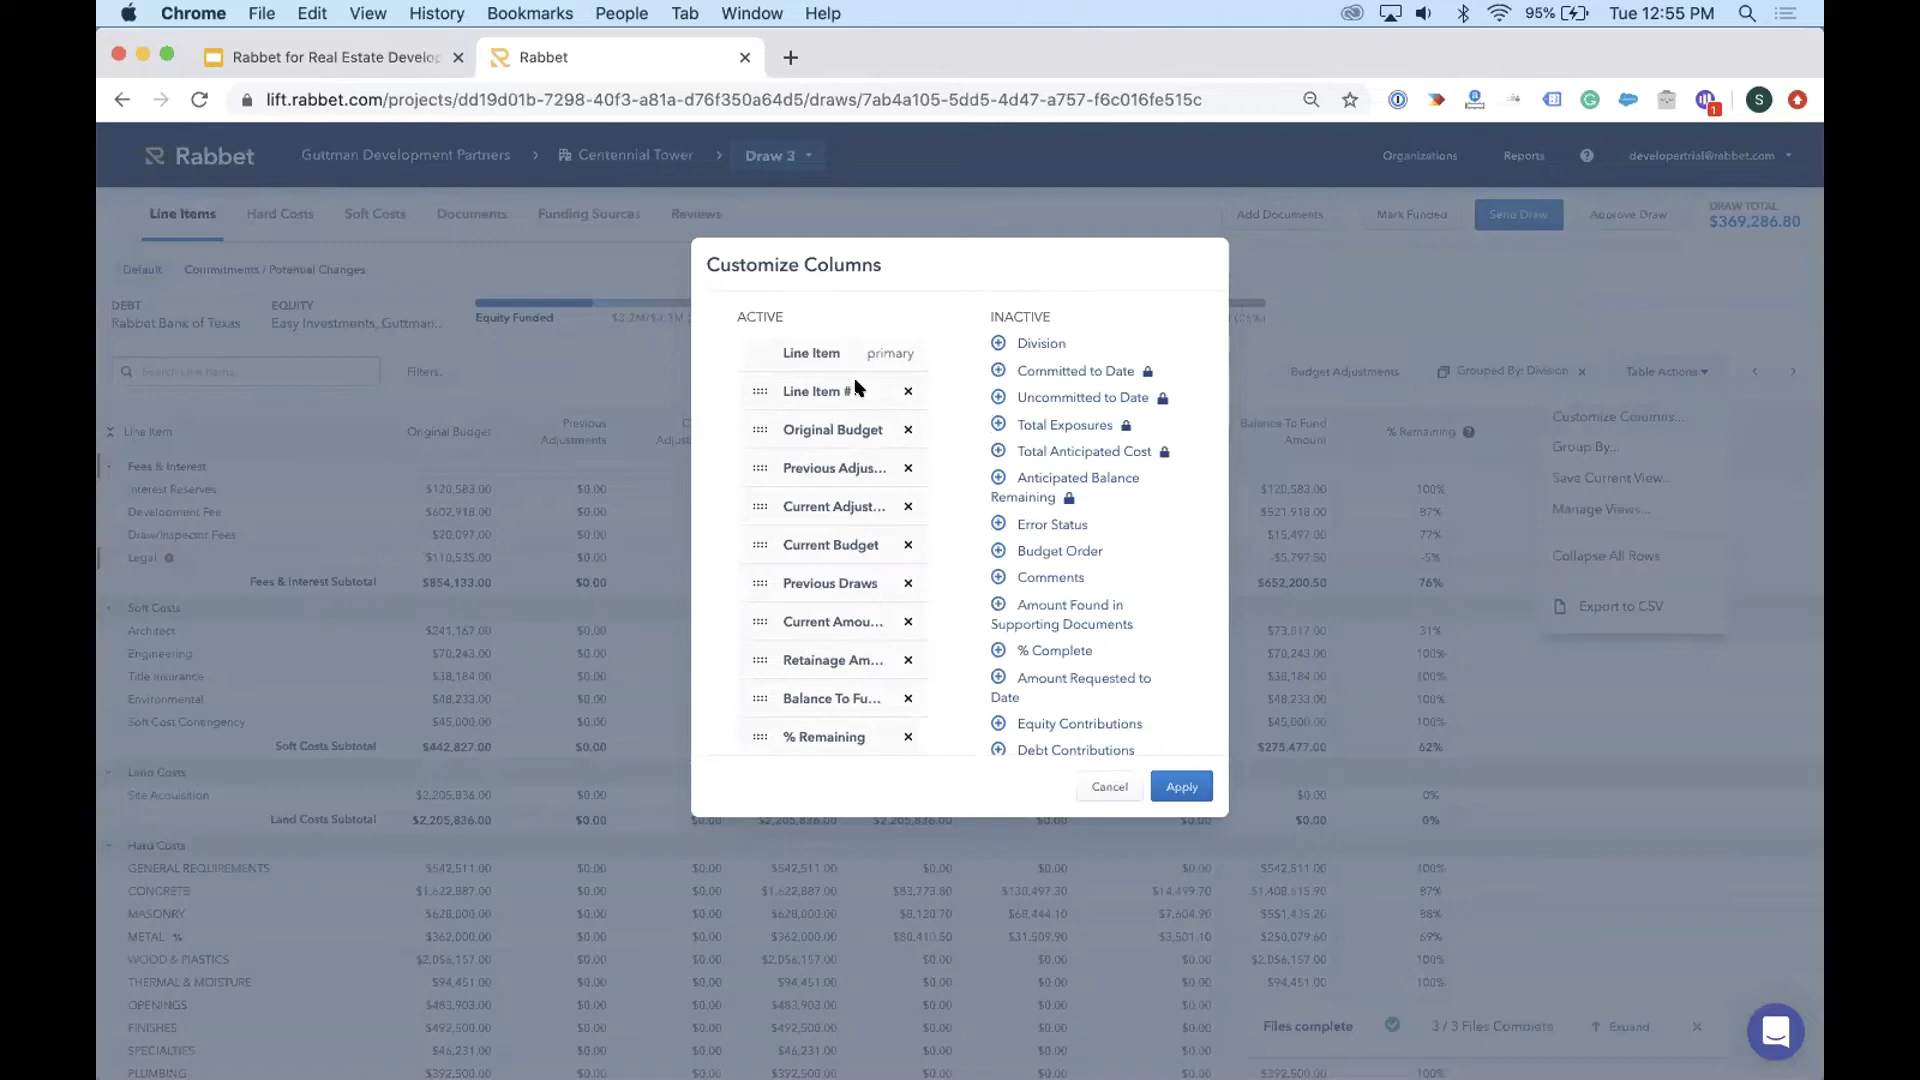 Chrome File Edit View History Bookmarks People Tab Window Help 95% Tue 12:55 PM
Rabbet for Real Estate Develo Rabbet
lift.rabbet.com/projects/dd19d01b-7298-40f3-a81a-d76f350a64d5/draws/7ab4a105-5dd5-4d47-a757-f6c016fe515c S 1
Rabbet Guttman Development Partners Centennial Tower Draw 3 Organizations Reports developertrial@rabbet.com
Line Items Hard Costs Soft Costs Documents Funding Sources Reviews Add Documents Mark Funded Send Draw Approve Draw DRAW TOTAL
$369,286.80
Default Commitments / Potential Changes
DEBT EQUITY
Rabbet Bank of Texas Easy Investments, Guttman... Equity Funded
Search Line Items Filters... Budget Adjustments Grouped By: Division Table Actions
Line Item Original Budget Previous Adjustments Balance To Fund Amount % Remaining
Customize Columns...
Group By...
Save Current View...
Manage Views...
Collapse All Rows
Export to CSV
Customize Columns
ACTIVE
Line Item primary
Line Item #
Original Budget
Previous Adjus...
Current Adjust...
Current Budget
Previous Draws
Current Amou...
Retainage Am...
Balance To Fu...
% Remaining
INACTIVE
Division
Committed to Date
Uncommitted to Date
Total Exposures
Total Anticipated Cost
Anticipated Balance
Remaining
Error Status
Budget Order
Comments
Amount Found in
Supporting Documents
% Complete
Amount Requested to
Date
Equity Contributions
Debt Contributions
Cancel Apply
Fees & Interest
Interest Reserves $120,583.00 $0.00 $120,583.00 100%
Development Fee $602,918.00 $0.00 $521,918.00 87%
Draw/Inspector Fees $20,097.00 $0.00 $15,497.00 77%
Legal $110,535.00 $0.00 -$5,797.50 -5%
Fees & Interest Subtotal $854,133.00 $0.00 $652,200.50 76%
Soft Costs
Architect $241,167.00 $0.00 $73,817.00 31%
Engineering $70,243.00 $0.00 $70,243.00 100%
Title Insurance $38,184.00 $0.00 $38,184.00 100%
Environmental $48,233.00 $0.00 $48,233.00 100%
Soft Cost Contingency $45,000.00 $0.00 $45,000.00 100%
Soft Costs Subtotal $442,827.00 $0.00 $275,477.00 62%
Land Costs
Site Acquisition $2,205,836.00 $0.00 $0.00 0%
Land Costs Subtotal $2,205,836.00 $0.00 $0.00 $2,205,836.00 $2,205,836.00 $0.00 $0.00 $0.00 0%
Hard Costs
GENERAL REQUIREMENTS $542,511.00 $0.00 $0.00 $542,511.00 $0.00 $0.00 $0.00 $542,511.00 100%
CONCRETE $1,622,887.00 $0.00 $0.00 $1,622,887.00 $83,773.80 $130,497.30 $14,499.70 $1,408,615.90 87%
MASONRY $628,000.00 $0.00 $0.00 $628,000.00 $8,120.70 $68,444.10 $7,604.90 $551,435.20 88%
METAL % $362,000.00 $0.00 $0.00 $362,000.00 $80,410.50 $31,509.90 $3,501.10 $250,079.60 69%
WOOD & PLASTICS $2,056,157.00 $0.00 $0.00 $2,056,157.00 $0.00 $0.00 $0.00 $2,056,157.00 100%
THERMAL & MOISTURE $94,451.00 $0.00 $0.00 $94,451.00 $0.00 $0.00 $0.00 $94,451.00 100%
OPENINGS $483,903.00 $0.00 $0.00 $483,903.00 $0.00 $0.00 $0.00
FINISHES $492,500.00 $0.00 $0.00 $492,500.00 $0.00 $0.00 $0.00
SPECIALTIES $46,231.00 $0.00 $0.00 $46,231.00 $0.00 $0.00 $0.00
PLUMBING $392,500.00 $0.00 $0.00 $392,500.00 $0.00 $0.00 $0.00 $392,500.00 100%
Files complete 3 / 3 Files Complete Expand